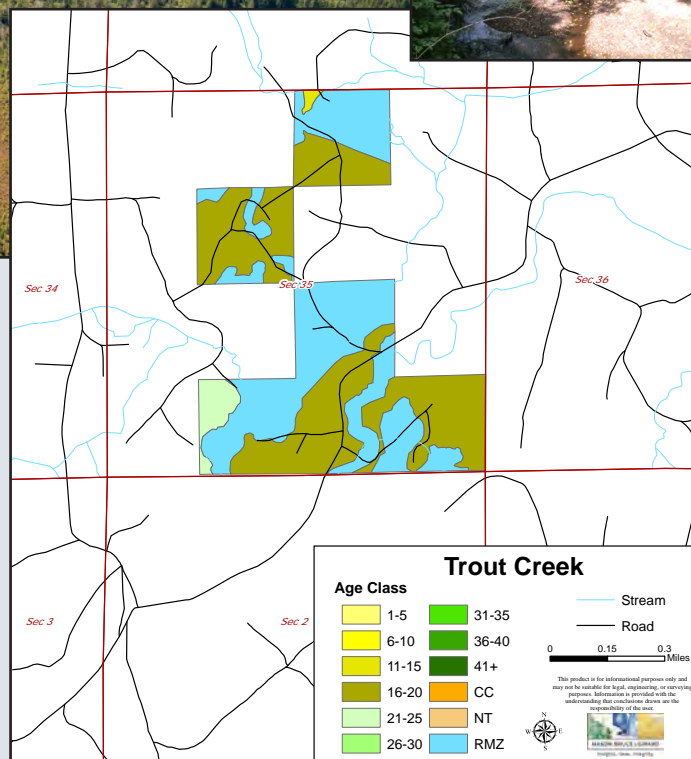 Sec 34
Sec 35
Sec 36
Sec 3
Sec 2
Trout Creek
Age Class
1-5
6-10
11-15
16-20
21-25
26-30
31-35
36-40
41+
CC
NT
RMZ
Stream
Road
0 0.15 0.3
Miles
This product is for informational purposes only and
may not be suitable for legal, engineering, or surveying
purposes. Information is provided with the
understanding that conclusions drawn are the
responsibility of the user.
N
W E
S
MASON BRUCE & GIRARD